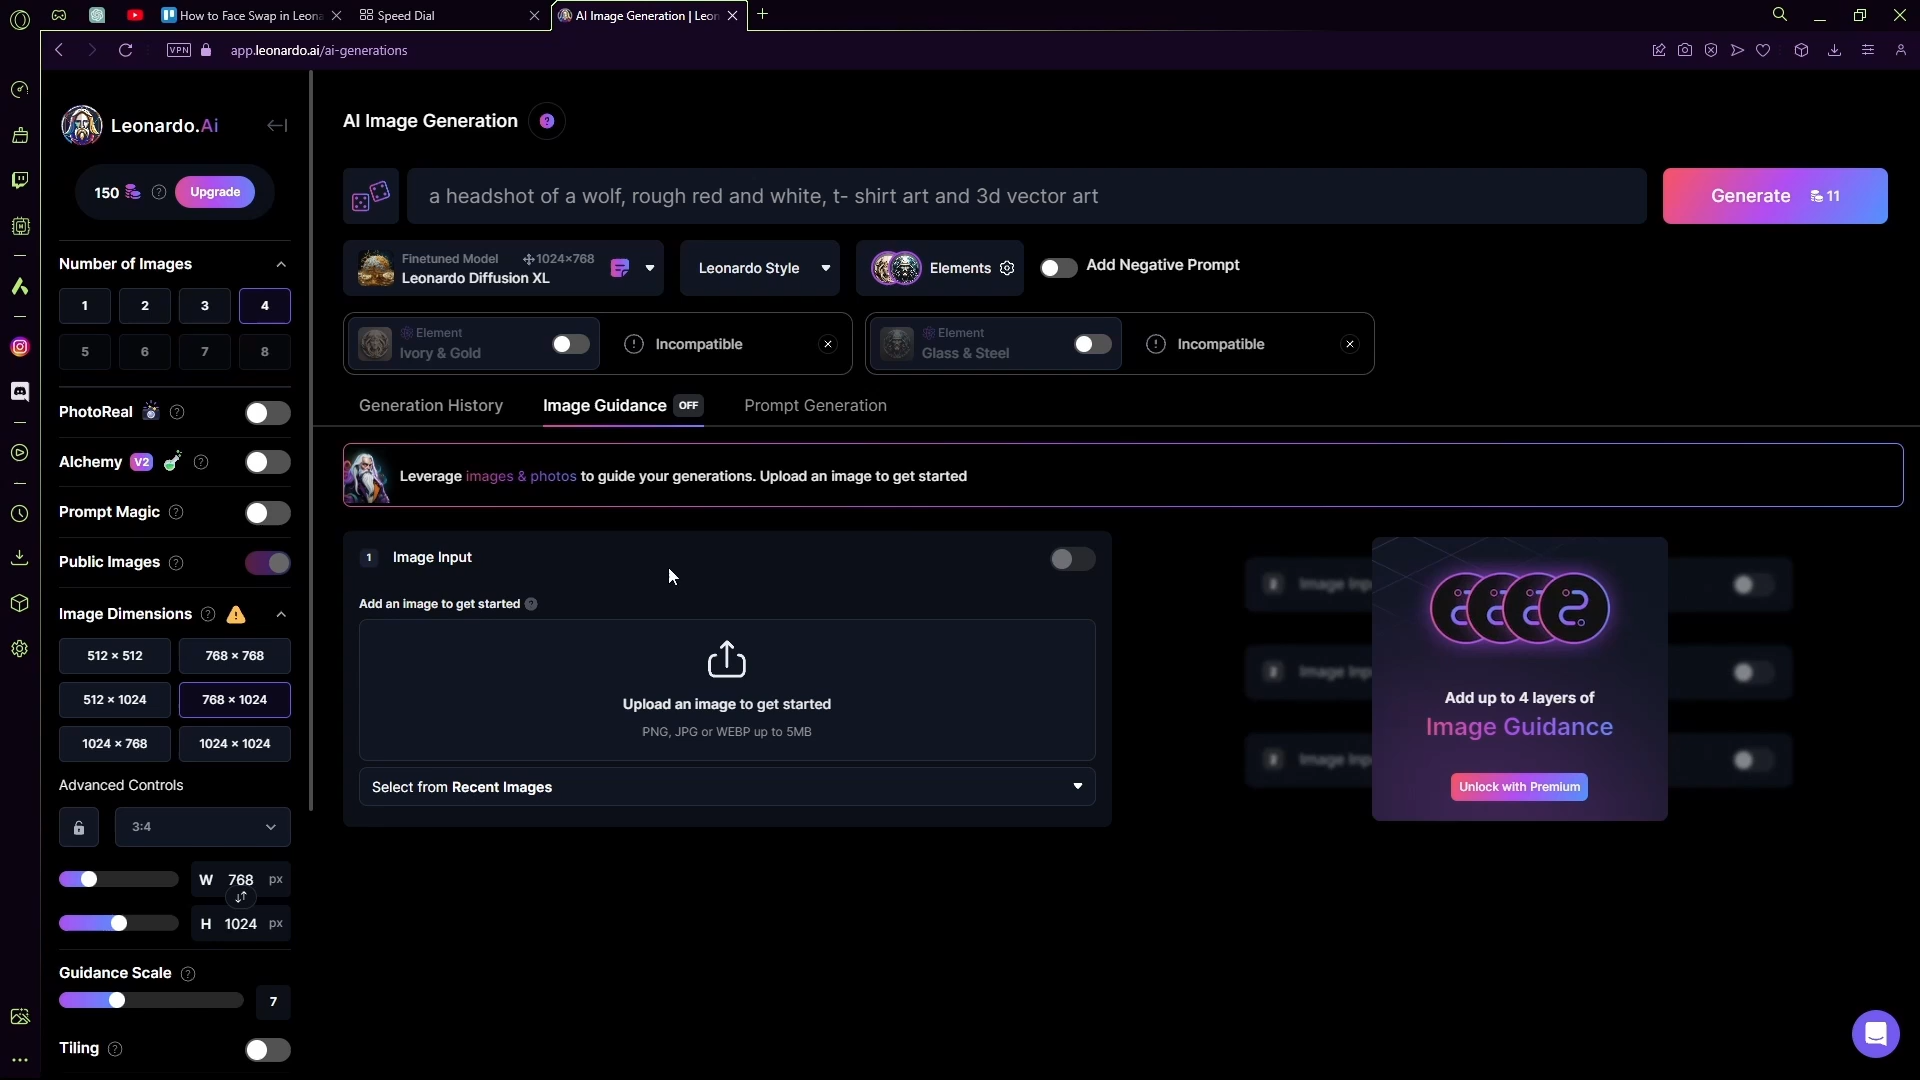 How to Face Swap in Leona
Speed Dial
AI Image Generation | Leon
VPN
app.leonardo.ai/ai-generations
Leonardo.Ai
150
Upgrade
AI Image Generation
a headshot of a wolf, rough red and white, t- shirt art and 3d vector art
Generate 11
Finetuned Model 1024×768
Leonardo Diffusion XL
Leonardo Style
Elements
Add Negative Prompt
Element
Ivory & Gold
Incompatible
Element
Glass & Steel
Incompatible
Generation History
Image Guidance OFF
Prompt Generation
Leverage images & photos to guide your generations. Upload an image to get started
Number of Images
1 2 3 4
5 6 7 8
PhotoReal
Alchemy V2
Prompt Magic
Public Images
Image Dimensions
512 × 512 768 × 768
512 × 1024 768 × 1024
1024 × 768 1024 × 1024
Advanced Controls
3:4
W 768 px
H 1024 px
Guidance Scale
7
Tiling
1 Image Input
Add an image to get started
Upload an image to get started
PNG, JPG or WEBP up to 5MB
Select from Recent Images
Image Inp
Image Inp
Image Inp
Add up to 4 layers of
Image Guidance
Unlock with Premium